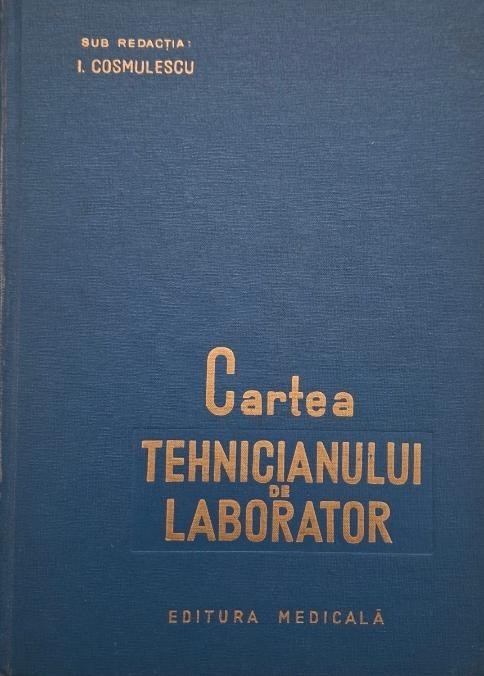 SUB REDACȚIA:
I. COSMULESCU
Cartea
TEHNICIANULUI
DE
LABORATOR
EDITURA MEDICALĂ